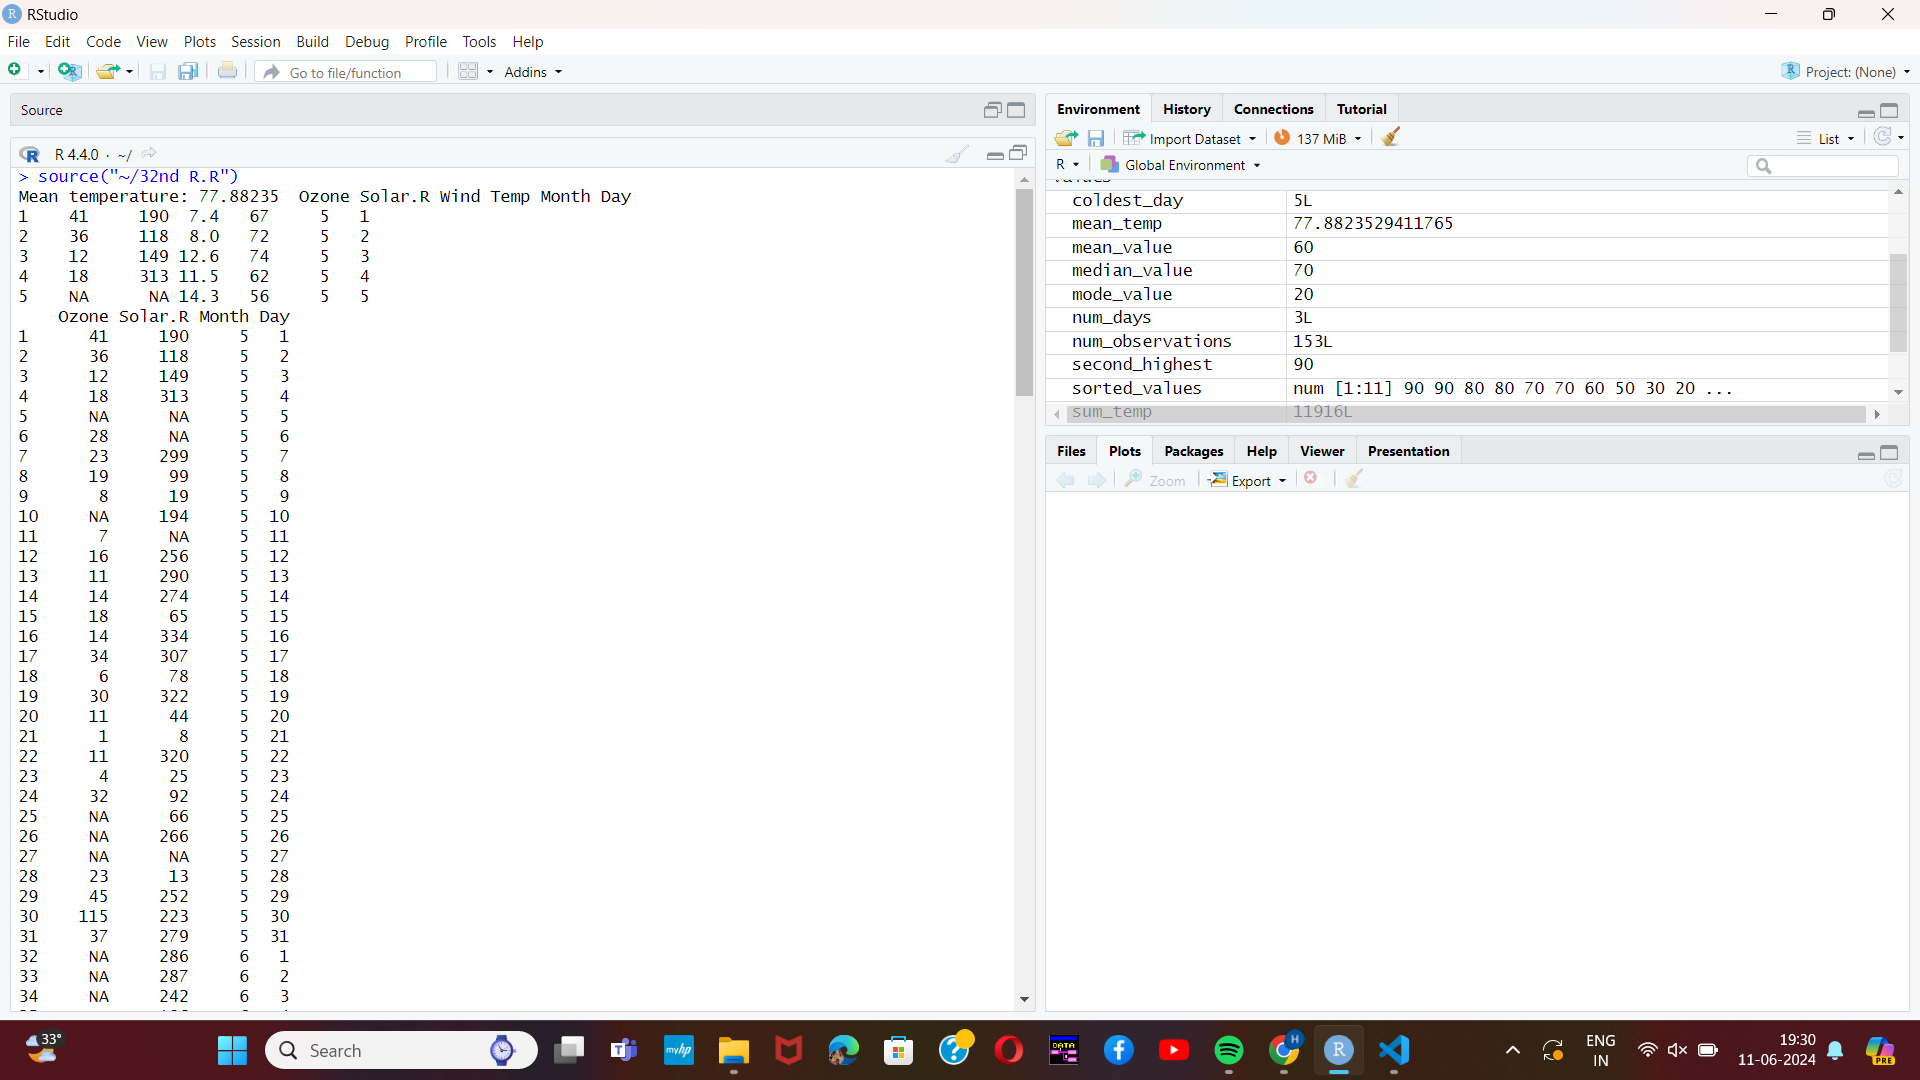 RStudio
File Edit Code View Plots Session Build Debug Profile Tools Help
Go to file/function Addins Project: (None)
Source
R 4.4.0 · ~/
> source("~/32nd R.R")
Mean temperature: 77.88235  Ozone Solar.R Wind Temp Month Day
1    41     190  7.4   67     5   1
2    36     118  8.0   72     5   2
3    12     149 12.6   74     5   3
4    18     313 11.5   62     5   4
5    NA      NA 14.3   56     5   5
    Ozone Solar.R Month Day
1      41     190     5   1
2      36     118     5   2
3      12     149     5   3
4      18     313     5   4
5      NA      NA     5   5
6      28      NA     5   6
7      23     299     5   7
8      19      99     5   8
9       8      19     5   9
10     NA     194     5  10
11      7      NA     5  11
12     16     256     5  12
13     11     290     5  13
14     14     274     5  14
15     18      65     5  15
16     14     334     5  16
17     34     307     5  17
18      6      78     5  18
19     30     322     5  19
20     11      44     5  20
21      1       8     5  21
22     11     320     5  22
23      4      25     5  23
24     32      92     5  24
25     NA      66     5  25
26     NA     266     5  26
27     NA      NA     5  27
28     23      13     5  28
29     45     252     5  29
30    115     223     5  30
31     37     279     5  31
32     NA     286     6   1
33     NA     287     6   2
34     NA     242     6   3
Environment History Connections Tutorial
Import Dataset 137 MiB List
R Global Environment
coldest_day 5L
mean_temp 77.8823529411765
mean_value 60
median_value 70
mode_value 20
num_days 3L
num_observations 153L
second_highest 90
sorted_values num [1:11] 90 90 80 80 70 70 60 50 30 20 ...
sum_temp 11916L
Files Plots Packages Help Viewer Presentation
Zoom Export
33°
Search
myhp
DATA
H
R
ENG
IN
19:30
11-06-2024
PRE